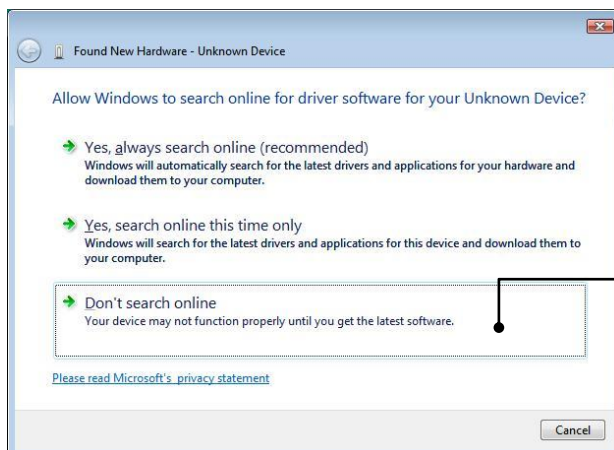 Found New Hardware - Unknown Device
Allow Windows to search online for driver software for your Unknown Device?
Yes, always search online (recommended)
Windows will automatically search for the latest drivers and applications for your hardware and
download them to your computer.
Yes, search online this time only
Windows will search for the latest drivers and applications for this device and download them to
your computer.
Don't search online
Your device may not function properly until you get the latest software.
Please read Microsoft's privacy statement
Cancel